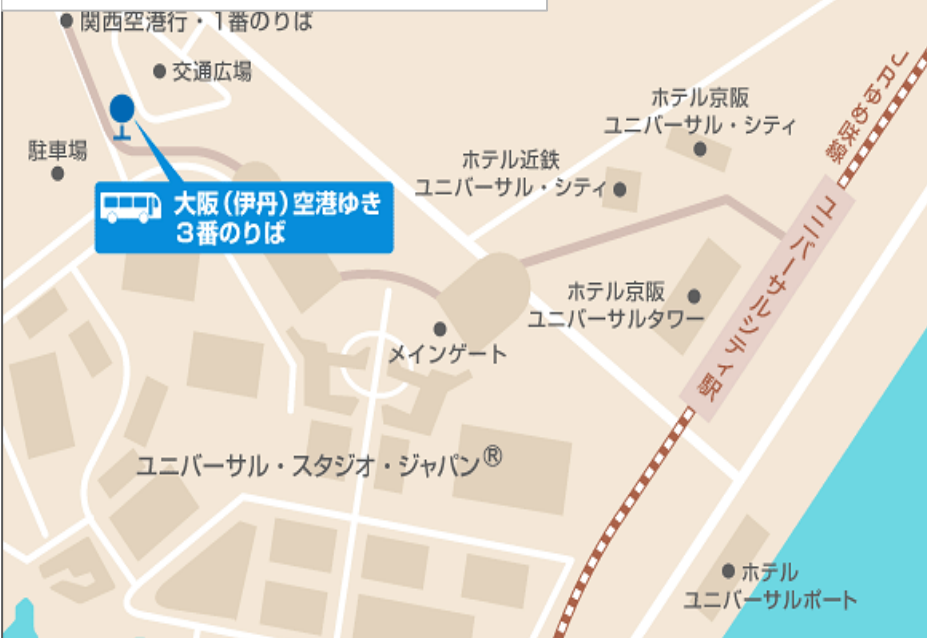 関西空港行・1番のりば
交通広場
ホテル京阪
ユニバーサル・シティ
JRゆめ咲線
駐車場
ホテル近鉄
ユニバーサル・シティ
大阪(伊丹)空港ゆき
3番のりば
ユニバーサルシティ駅
ホテル京阪
ユニバーサルタワー
メインゲート
ユニバーサル・スタジオ・ジャパン®
ホテル
ユニバーサルポート